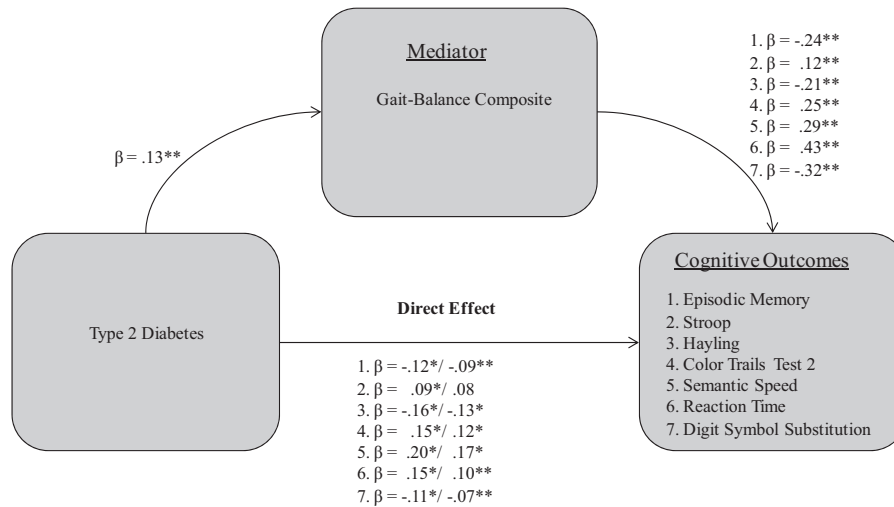 Mediator
Gait-Balance Composite
1. β = -.24**
2. β = .12**
3. β = -.21**
4. β = .25**
5. β = .29**
6. β = .43**
7. β = -.32**
β = .13**
Type 2 Diabetes
Direct Effect
1. β = -.12*/ -.09**
2. β = .09*/ .08
3. β = -.16*/ -.13*
4. β = .15*/ .12*
5. β = .20*/ .17*
6. β = .15*/ .10**
7. β = -.11*/ -.07**
Cognitive Outcomes
1. Episodic Memory
2. Stroop
3. Hayling
4. Color Trails Test 2
5. Semantic Speed
6. Reaction Time
7. Digit Symbol Substitution